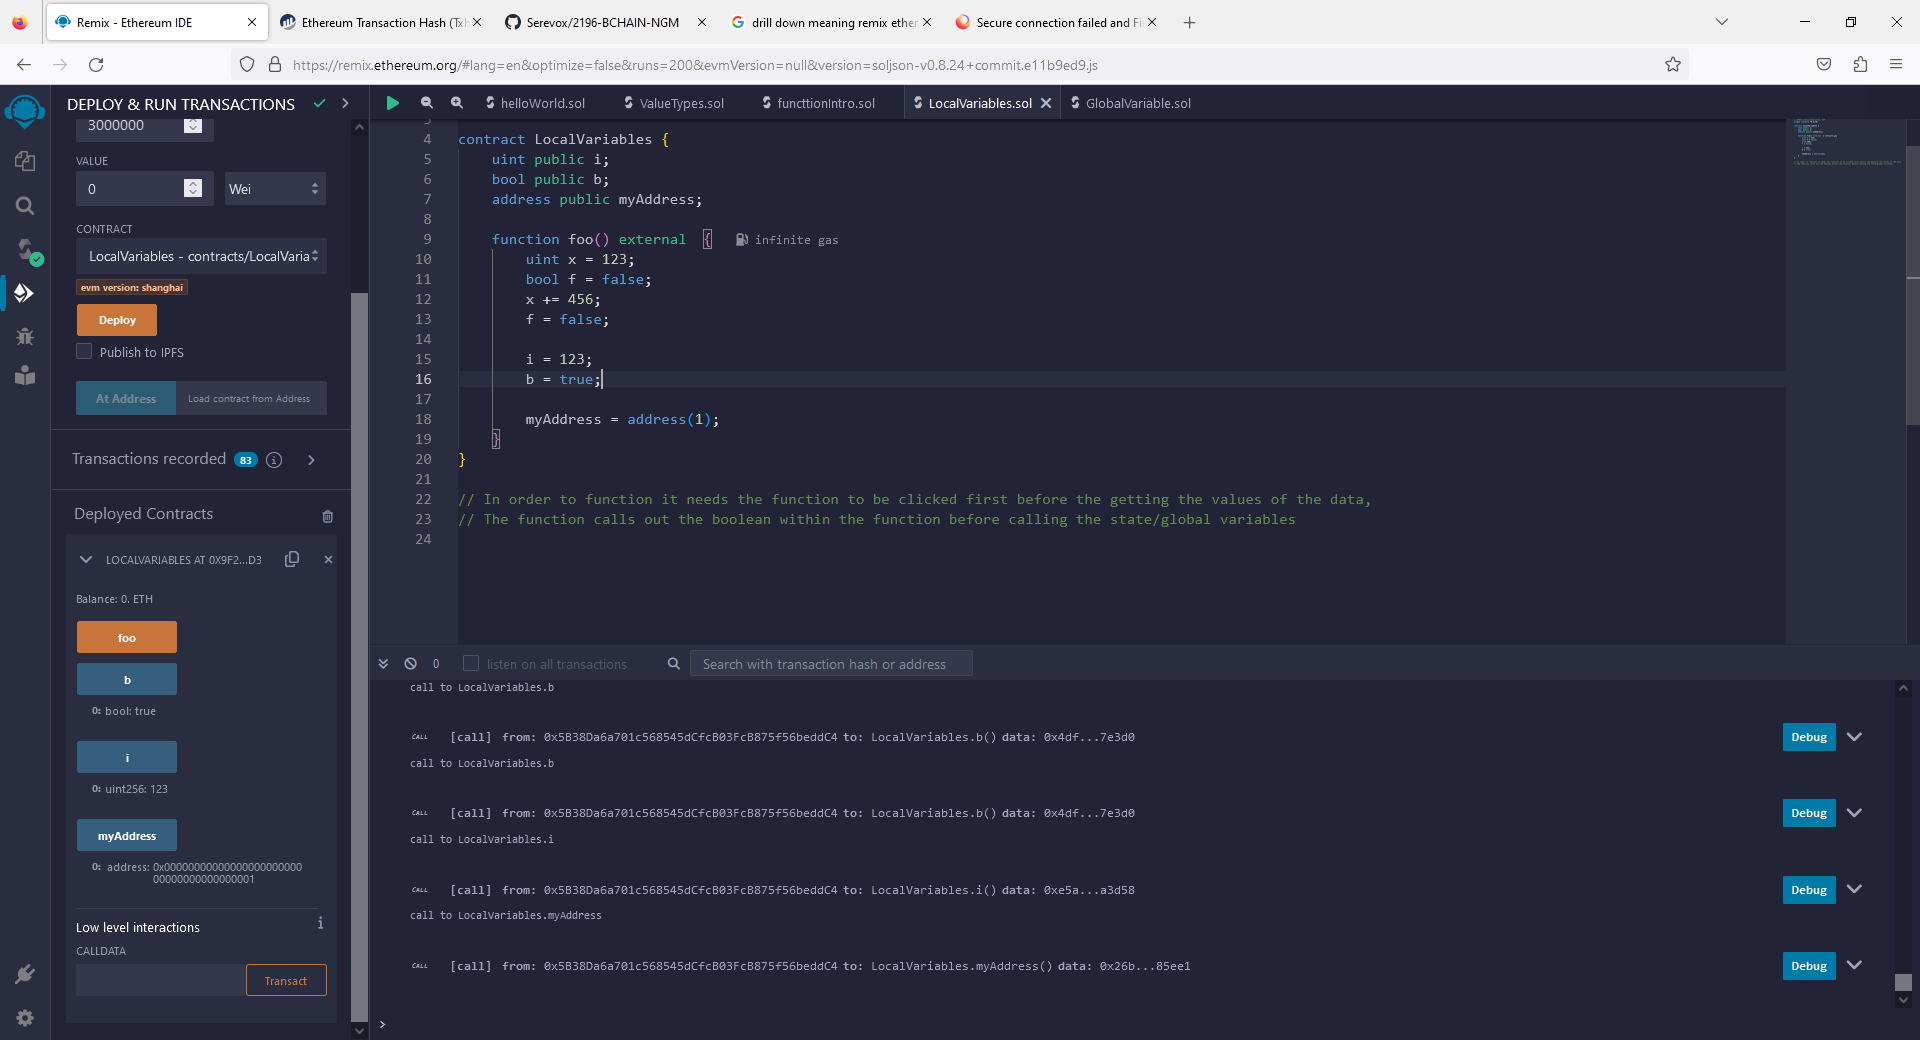 Remix - Ethereum IDE
Ethereum Transaction Hash (Txh
Serevox/2196-BCHAIN-NGM
drill down meaning remix ether
Secure connection failed and Fi
https://remix.ethereum.org/#lang=en&optimize=false&runs=200&evmVersion=null&version=soljson-v0.8.24+commit.e11b9ed9.js
DEPLOY & RUN TRANSACTIONS
helloWorld.sol
ValueTypes.sol
functtionIntro.sol
LocalVariables.sol
GlobalVariable.sol
3000000
VALUE
0
Wei
CONTRACT
LocalVariables - contracts/LocalVaria
evm version: shanghai
Deploy
Publish to IPFS
At Address
Load contract from Address
Transactions recorded 83 i
Deployed Contracts
LOCALVARIABLES AT 0X9F2...D3
Balance: 0. ETH
foo
b
0: bool: true
i
0: uint256: 123
myAddress
0: address: 0x00000000000000000000000
0000000000000001
Low level interactions
i
CALLDATA
Transact
3
4 contract LocalVariables {
5 uint public i;
6 bool public b;
7 address public myAddress;
8
9 function foo() external { infinite gas
10 uint x = 123;
11 bool f = false;
12 x += 456;
13 f = false;
14
15 i = 123;
16 b = true;
17
18 myAddress = address(1);
19 }
20 }
21
22 // In order to function it needs the function to be clicked first before the getting the values of the data,
23 // The function calls out the boolean within the function before calling the state/global variables
24
0
listen on all transactions
Search with transaction hash or address
call to LocalVariables.b
CALL [call] from: 0x5B38Da6a701c568545dCfcB03FcB875f56beddC4 to: LocalVariables.b() data: 0x4df...7e3d0
Debug
call to LocalVariables.b
CALL [call] from: 0x5B38Da6a701c568545dCfcB03FcB875f56beddC4 to: LocalVariables.b() data: 0x4df...7e3d0
Debug
call to LocalVariables.i
CALL [call] from: 0x5B38Da6a701c568545dCfcB03FcB875f56beddC4 to: LocalVariables.i() data: 0xe5a...a3d58
Debug
call to LocalVariables.myAddress
CALL [call] from: 0x5B38Da6a701c568545dCfcB03FcB875f56beddC4 to: LocalVariables.myAddress() data: 0x26b...85ee1
Debug
>